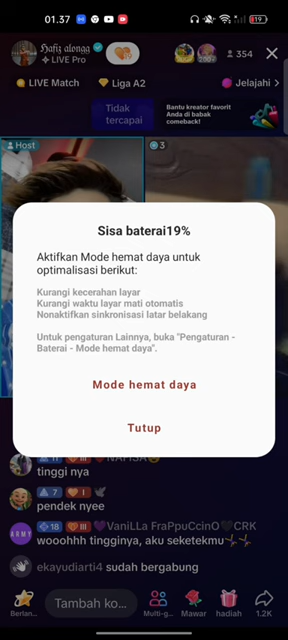 01.37
19
Hafiz alonga
LIVE Pro
354
LIVE Match
Liga A2
Jelajahi >
Tidak
tercapai
Bantu kreator favorit
Anda di babak
comeback!
Host
3
Sisa baterai19%
Aktifkan Mode hemat daya untuk
optimalisasi berikut:
Kurangi kecerahan layar
Kurangi waktu layar mati otomatis
Nonaktifkan sinkronisasi latar belakang
Untuk pengaturan Lainnya, buka "Pengaturan -
Baterai - Mode hemat daya".
Mode hemat daya
Tutup
tinggi nya
7 I
pendek nyee
ARMY
18 III 💜VaniLLa FraPpuCcinO🖤CRK
wooohhh tingginya, aku seketekmu
ekayudiarti4 sudah bergabung
Berlan...
Tambah ko...
Multi-g...
Mawar
hadiah
1.2K